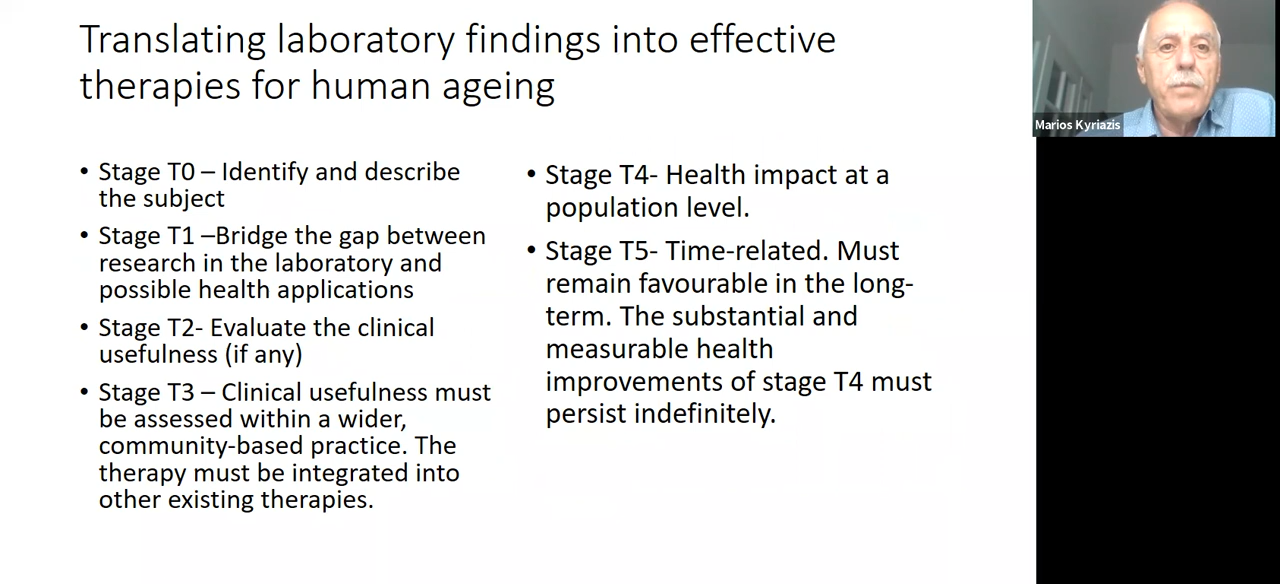 Translating laboratory findings into effective
therapies for human ageing
• Stage T0 – Identify and describe
the subject
• Stage T1 –Bridge the gap between
research in the laboratory and
possible health applications
• Stage T2- Evaluate the clinical
usefulness (if any)
• Stage T3 – Clinical usefulness must
be assessed within a wider,
community-based practice. The
therapy must be integrated into
other existing therapies.
• Stage T4- Health impact at a
population level.
• Stage T5- Time-related. Must
remain favourable in the long-
term. The substantial and
measurable health
improvements of stage T4 must
persist indefinitely.
Marios Kyriazis